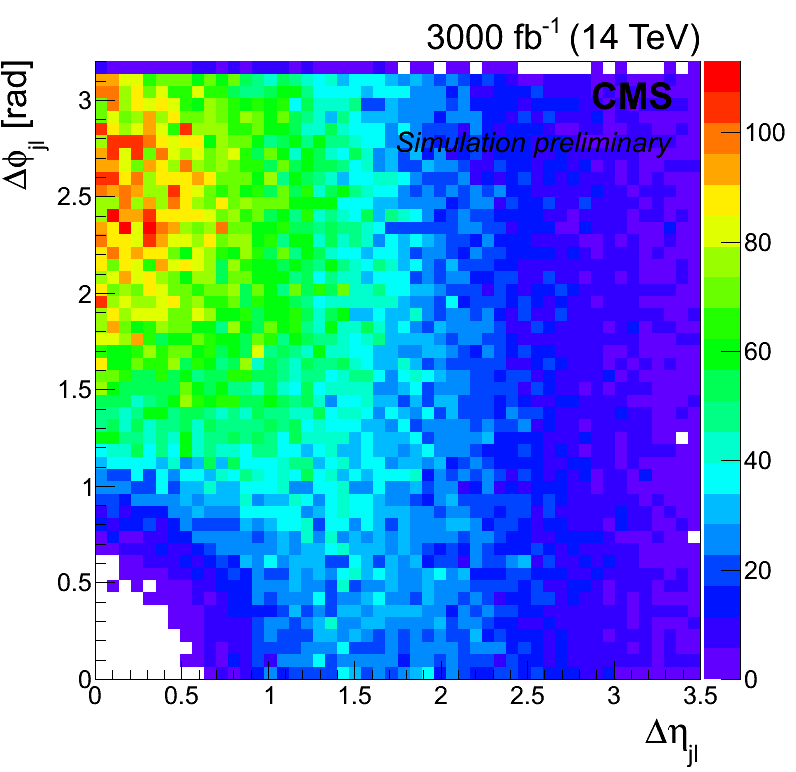 3000 fb⁻¹ (14 TeV)
CMS
Simulation preliminary
Δϕjl [rad]
3
2.5
2
1.5
1
0.5
0
100
80
60
40
20
0
0 0.5 1 1.5 2 2.5 3 3.5
Δηjl